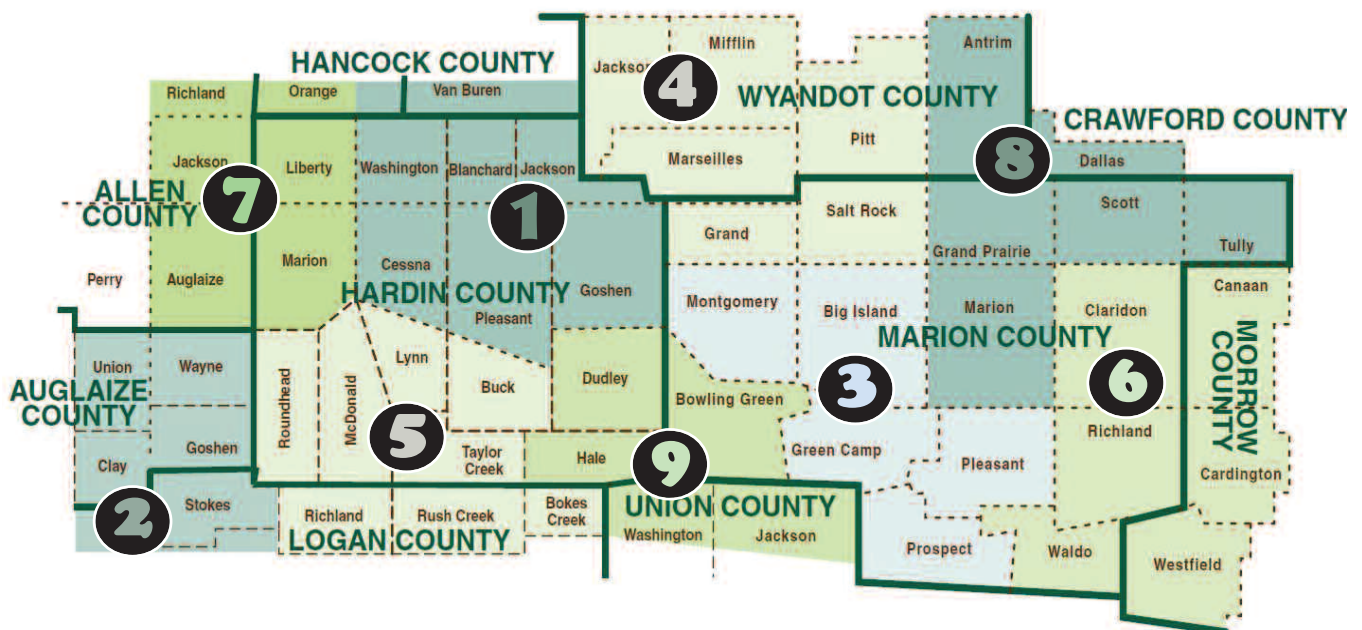 Mifflin
Antrim
HANCOCK COUNTY
Jackson
4
Richland
Orange
Van Buren
WYANDOT COUNTY
CRAWFORD COUNTY
Pitt
Marseilles
8
Dallas
Jackson
Liberty
Washington
Blanchard
Jackson
ALLEN
COUNTY
7
1
Salt Rock
Scott
Grand
Tully
Grand Prairie
Perry
Auglaize
Marion
Cessna
HARDIN COUNTY
Goshen
Pleasant
Montgomery
Big Island
Marion
Claridon
Canaan
MARION COUNTY
MORROW
COUNTY
Union
Wayne
Lynn
AUGLAIZE
COUNTY
Buck
Dudley
Bowling Green
3
6
Roundhead
McDonald
5
Richland
Goshen
Clay
Taylor
Creek
Hale
9
Green Camp
Pleasant
Cardington
2
Stokes
Richland
Rush Creek
Bokes
Creek
LOGAN COUNTY
UNION COUNTY
Washington
Jackson
Prospect
Waldo
Westfield